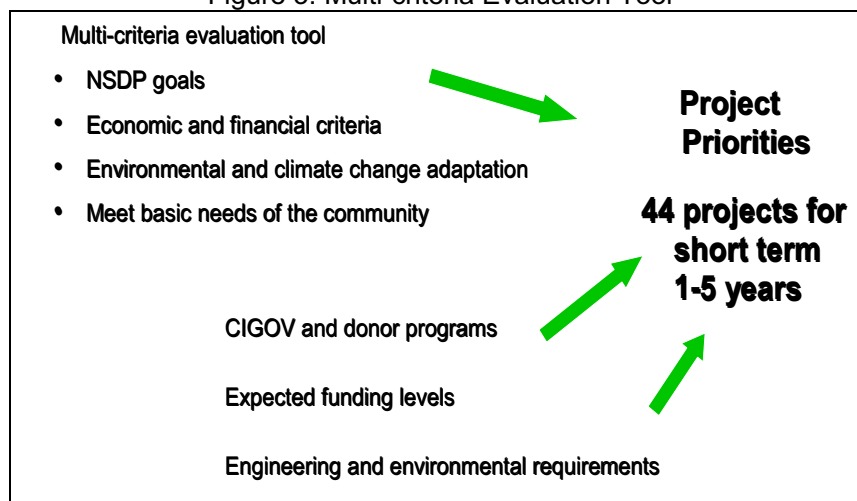 Multi-criteria evaluation tool
• NSDP goals
• Economic and financial criteria
• Environmental and climate change adaptation
• Meet basic needs of the community
Project
Priorities
44 projects for
short term
1-5 years
CIGOV and donor programs
Expected funding levels
Engineering and environmental requirements